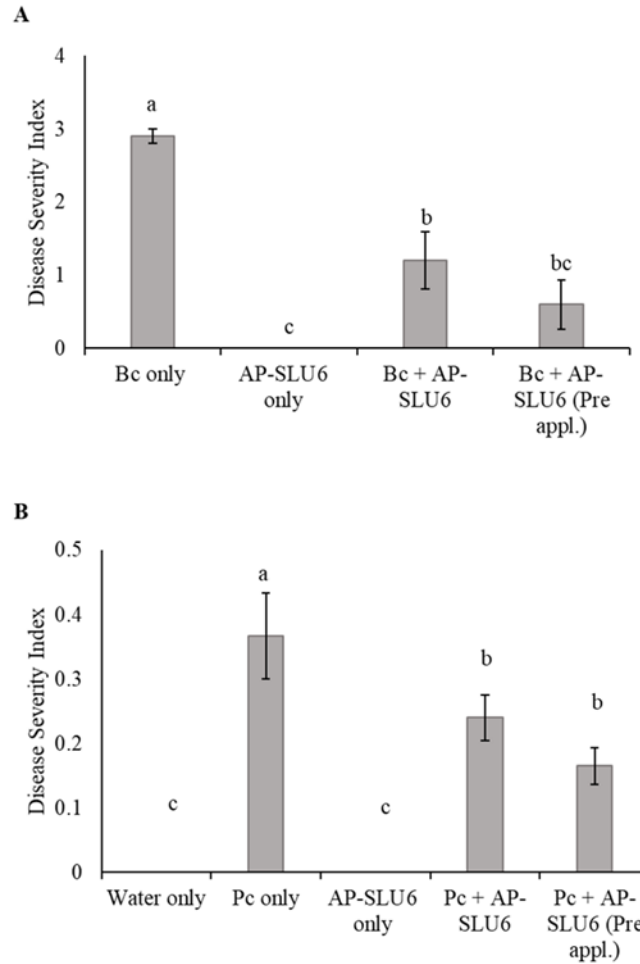 A
4
3
2
1
0
Disease Severity Index
a
c
b
bc
Bc only
AP-SLU6
only
Bc + AP-
SLU6
Bc + AP-
SLU6 (Pre
appl.)
B
0.5
0.4
0.3
0.2
0.1
0
Disease Severity Index
c
a
c
b
b
Water only
Pc only
AP-SLU6
only
Pc + AP-
SLU6
Pc + AP-
SLU6 (Pre
appl.)